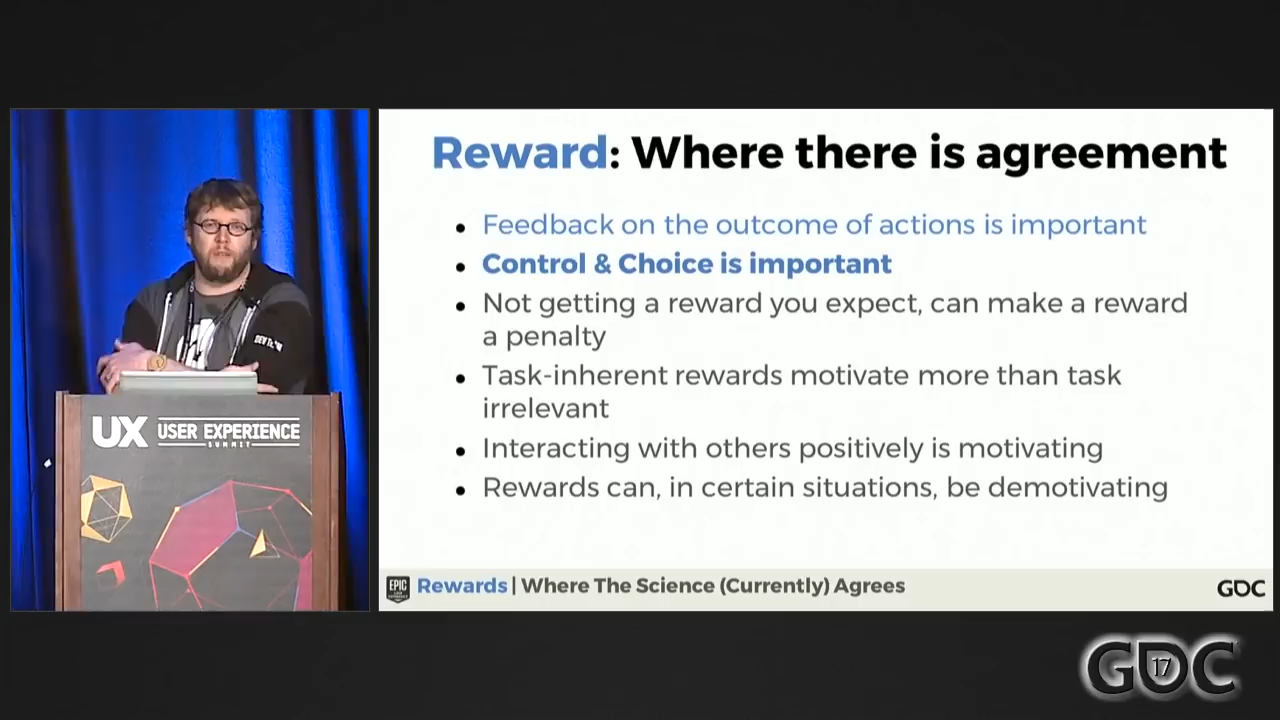 Reward: Where there is agreement
Feedback on the outcome of actions is important
Control & Choice is important
Not getting a reward you expect, can make a reward
a penalty
Task-inherent rewards motivate more than task
irrelevant
Interacting with others positively is motivating
Rewards can, in certain situations, be demotivating
EPIC
Rewards | Where The Science (Currently) Agrees
GDC
UX USER EXPERIENCE
SUMMIT
GDC 17